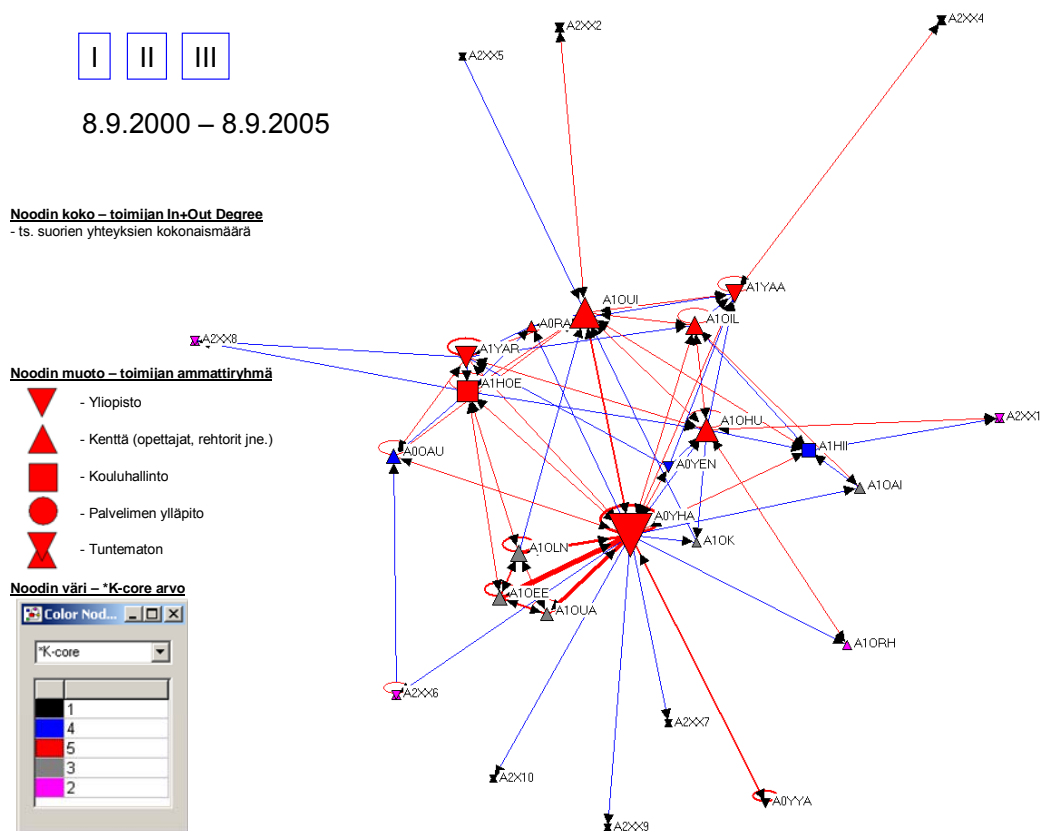 I II III
8.9.2000 – 8.9.2005
Noodin koko – toimijan In+Out Degree
- ts. suorien yhteyksien kokonaismäärä
Noodin muoto – toimijan ammattiryhmä
- Yliopisto
- Kenttä (opettajat, rehtorit jne.)
- Kouluhallinto
- Palvelimen ylläpito
- Tuntematon
Noodin väri – *K-core arvo
Color Nod...
*K-core
1
4
5
3
2
A2XX2
A2XX4
A2XX5
A1YAA
A1OUI
A1OIL
A0RA
A2XX8
A1YAR
A1HOE
A2XX1
A1OHU
A1HII
A0OAU
A0YEN
A1OAI
A0YHA
A1OK
A1OLN
A1OEE
A1OUA
A1ORH
A2XX6
A2XX7
A2X10
A0YYA
A2XX9